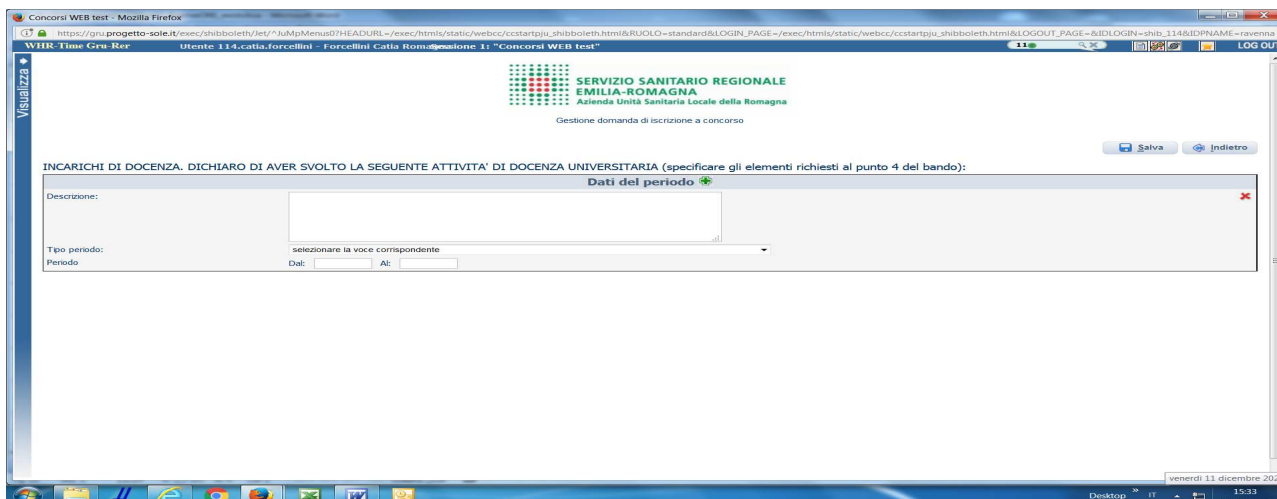 Concorsi WEB test - Mozilla Firefox
https://gru.progetto-sole.it/exec/shibboleth/Jet/^JuMpMenus0?HEADURL=/exec/htmls/static/webcc/ccstartpju_shibboleth.html&RUOLO=standard&LOGIN_PAGE=/exec/htmls/static/webcc/ccstartpju_shibboleth.html&LOGOUT_PAGE=&IDLOGIN=shib_114&IDPNAME=ravenna
WHR-Time Gru-Rer Utente 114.catia.forcellini - Forcellini Catia 1: "Concorsi WEB test" 11 LOG OUT
Visualizza
SERVIZIO SANITARIO REGIONALE
EMILIA-ROMAGNA
Azienda Unità Sanitaria Locale della Romagna
Gestione domanda di iscrizione a concorso
Salva Indietro
INCARICHI DI DOCENZA. DICHIARO DI AVER SVOLTO LA SEGUENTE ATTIVITA' DI DOCENZA UNIVERSITARIA (specificare gli elementi richiesti al punto 4 del bando):
Dati del periodo
Descrizione:
Tipo periodo: selezionare la voce corrispondente
Periodo Dal: Al:
venerdì 11 dicembre 202
Desktop » IT 15:33